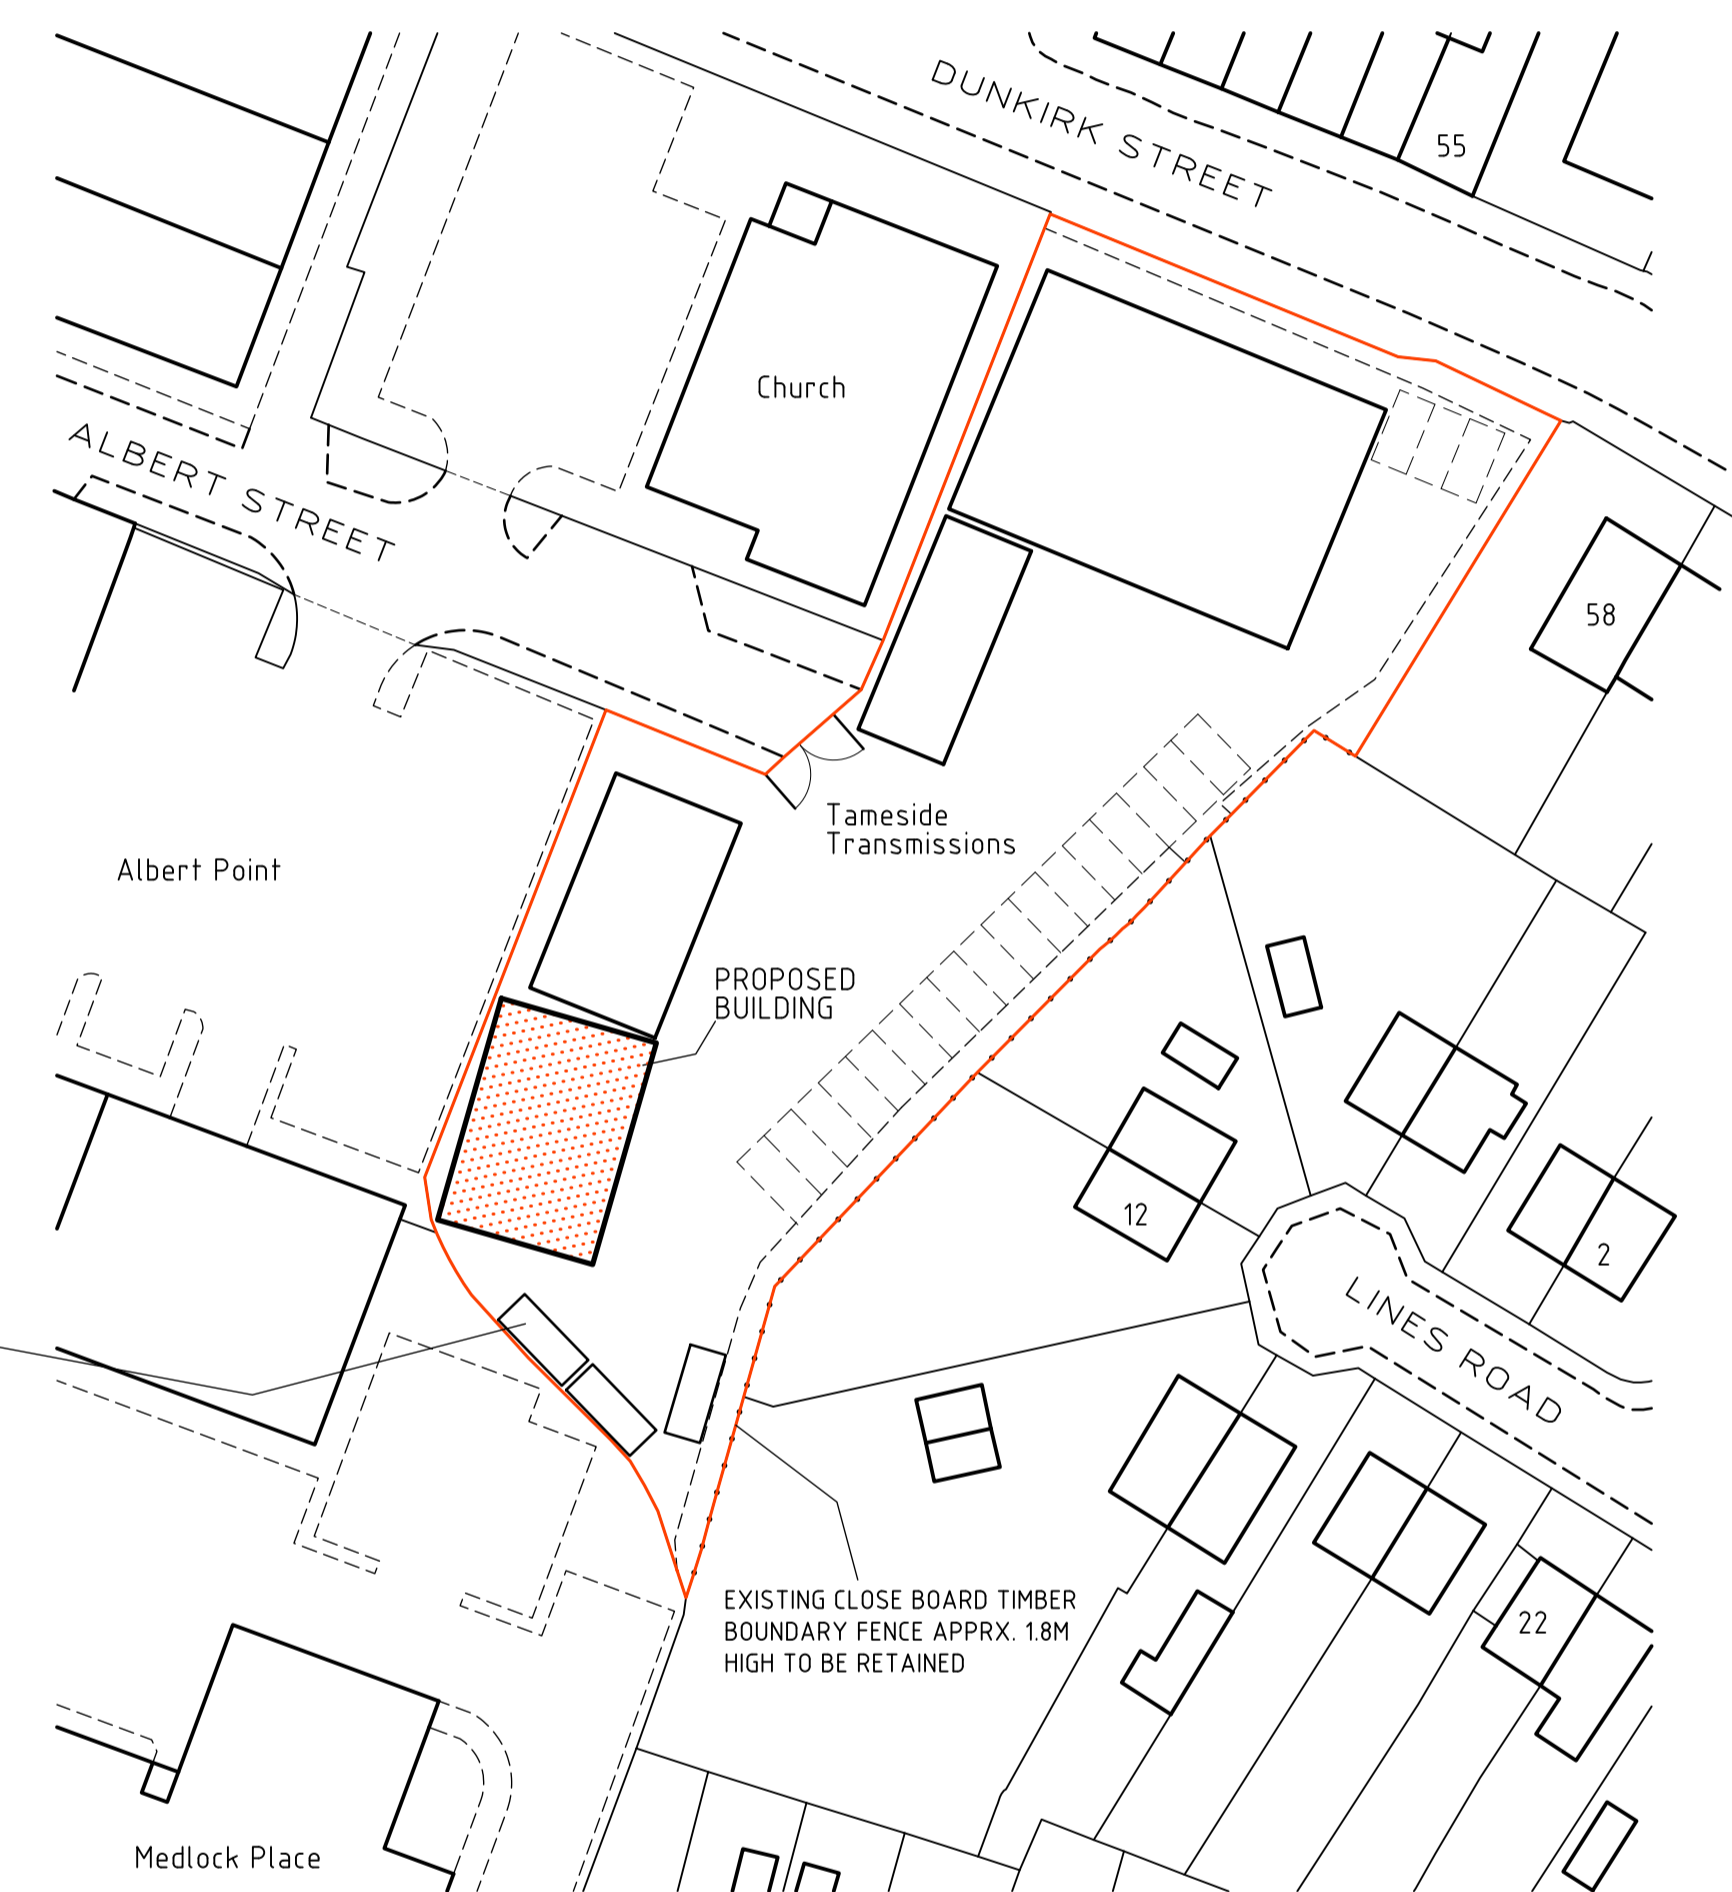 DUNKIRK STREET
55
Church
ALBERT STREET
58
Tameside
Transmissions
Albert Point
PROPOSED
BUILDING
12
2
LINES ROAD
EXISTING CLOSE BOARD TIMBER
BOUNDARY FENCE APPRX. 1.8M
HIGH TO BE RETAINED
22
Medlock Place